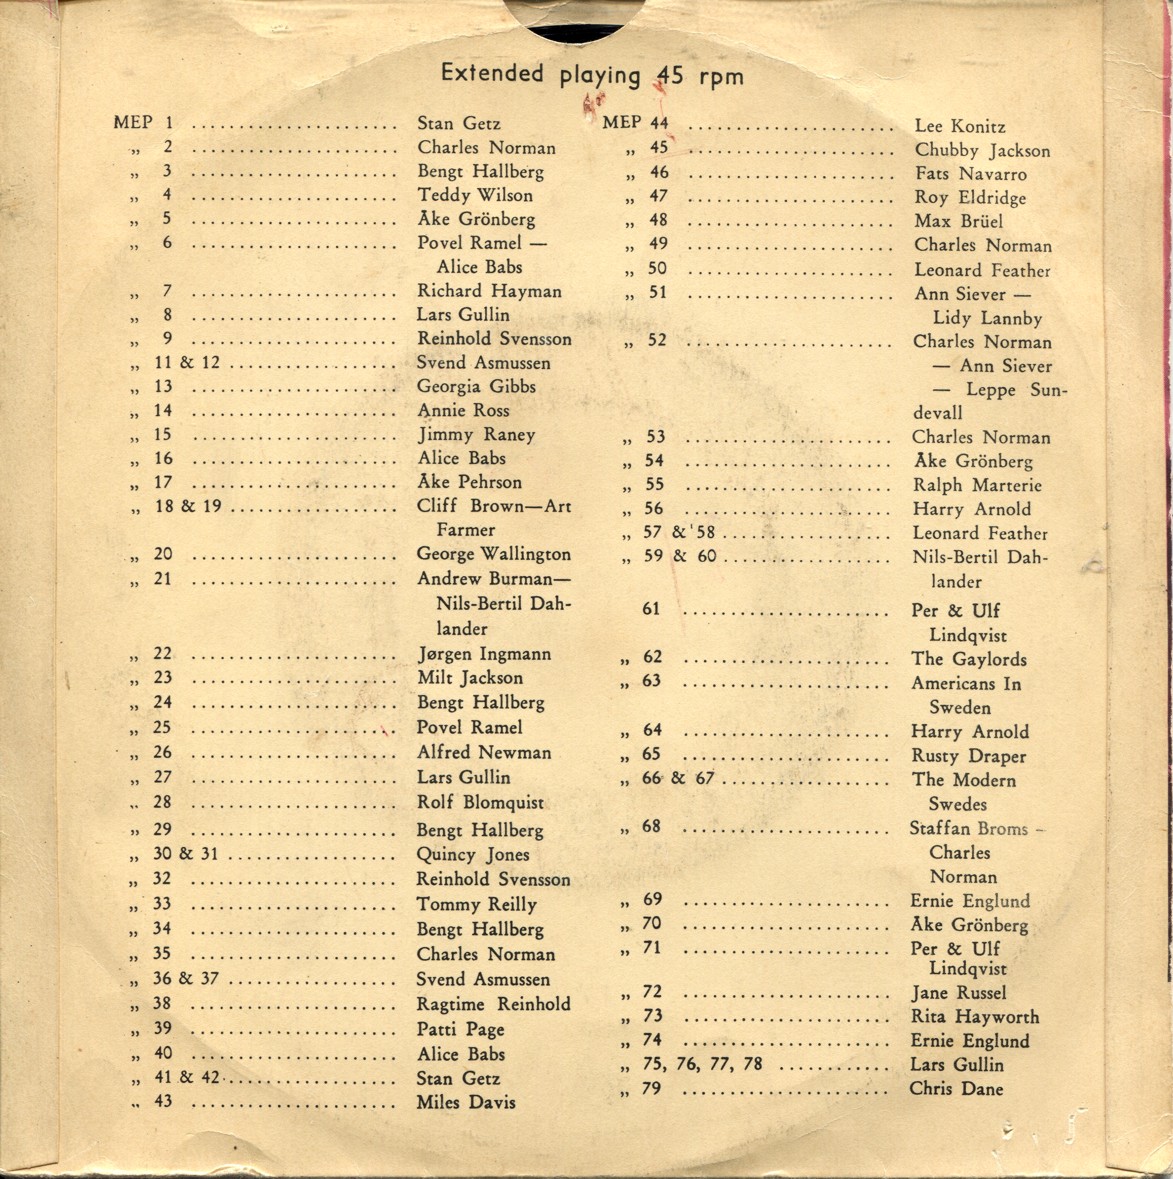 Extended playing 45 rpm
MEP 1 ...................... Stan Getz
„ 2 ...................... Charles Norman
„ 3 ...................... Bengt Hallberg
„ 4 ...................... Teddy Wilson
„ 5 ...................... Åke Grönberg
„ 6 ...................... Povel Ramel —
Alice Babs
„ 7 ...................... Richard Hayman
„ 8 ...................... Lars Gullin
„ 9 ...................... Reinhold Svensson
„ 11 & 12 .................. Svend Asmussen
„ 13 ...................... Georgia Gibbs
„ 14 ...................... Annie Ross
„ 15 ...................... Jimmy Raney
„ 16 ...................... Alice Babs
„ 17 ...................... Åke Pehrson
„ 18 & 19 .................. Cliff Brown—Art
Farmer
„ 20 ...................... George Wallington
„ 21 ...................... Andrew Burman—
Nils-Bertil Dah-
lander
„ 22 ...................... Jørgen Ingmann
„ 23 ...................... Milt Jackson
„ 24 ...................... Bengt Hallberg
„ 25 ...................... Povel Ramel
„ 26 ...................... Alfred Newman
„ 27 ...................... Lars Gullin
„ 28 ...................... Rolf Blomquist
„ 29 ...................... Bengt Hallberg
„ 30 & 31 .................. Quincy Jones
„ 32 ...................... Reinhold Svensson
„ 33 ...................... Tommy Reilly
„ 34 ...................... Bengt Hallberg
„ 35 ...................... Charles Norman
„ 36 & 37 .................. Svend Asmussen
„ 38 ...................... Ragtime Reinhold
„ 39 ...................... Patti Page
„ 40 ...................... Alice Babs
„ 41 & 42 .................. Stan Getz
„ 43 ...................... Miles Davis
MEP 44 ...................... Lee Konitz
„ 45 ...................... Chubby Jackson
„ 46 ...................... Fats Navarro
„ 47 ...................... Roy Eldridge
„ 48 ...................... Max Brüel
„ 49 ...................... Charles Norman
„ 50 ...................... Leonard Feather
„ 51 ...................... Ann Siever —
Lidy Lannby
„ 52 ...................... Charles Norman
— Ann Siever
— Leppe Sun-
devall
„ 53 ...................... Charles Norman
„ 54 ...................... Åke Grönberg
„ 55 ...................... Ralph Marterie
„ 56 ...................... Harry Arnold
„ 57 & 58 .................. Leonard Feather
„ 59 & 60 .................. Nils-Bertil Dah-
lander
61 ...................... Per & Ulf
Lindqvist
„ 62 ...................... The Gaylords
„ 63 ...................... Americans In
Sweden
„ 64 ...................... Harry Arnold
„ 65 ...................... Rusty Draper
„ 66 & 67 .................. The Modern
Swedes
„ 68 ...................... Staffan Broms –
Charles
Norman
„ 69 ...................... Ernie Englund
„ 70 ...................... Åke Grönberg
„ 71 ...................... Per & Ulf
Lindqvist
„ 72 ...................... Jane Russel
„ 73 ...................... Rita Hayworth
„ 74 ...................... Ernie Englund
„ 75, 76, 77, 78 ............ Lars Gullin
„ 79 ...................... Chris Dane